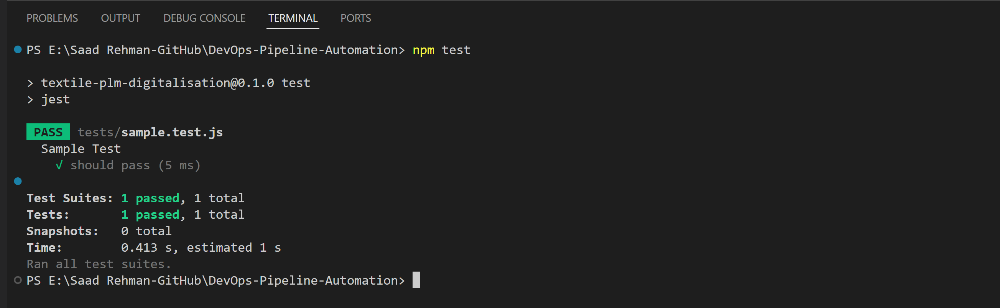 PROBLEMS OUTPUT DEBUG CONSOLE TERMINAL PORTS
PS E:\Saad Rehman-GitHub\DevOps-Pipeline-Automation> npm test
> textile-plm-digitalisation@0.1.0 test
> jest
PASS tests/sample.test.js
Sample Test
√ should pass (5 ms)
Test Suites: 1 passed, 1 total
Tests: 1 passed, 1 total
Snapshots: 0 total
Time: 0.413 s, estimated 1 s
Ran all test suites.
PS E:\Saad Rehman-GitHub\DevOps-Pipeline-Automation>